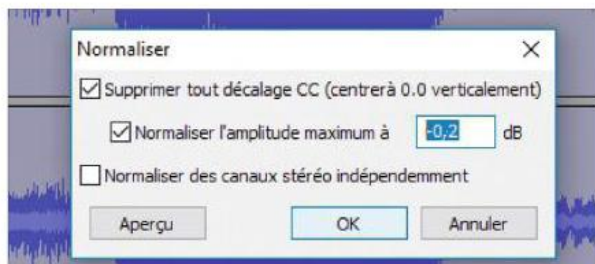 Normaliser
Supprimer tout décalage CC (centrerà 0.0 verticalement)
Normaliser l'amplitude maximum à -0,2 dB
Normaliser des canaux stéréo indépendemment
Aperçu OK Annuler